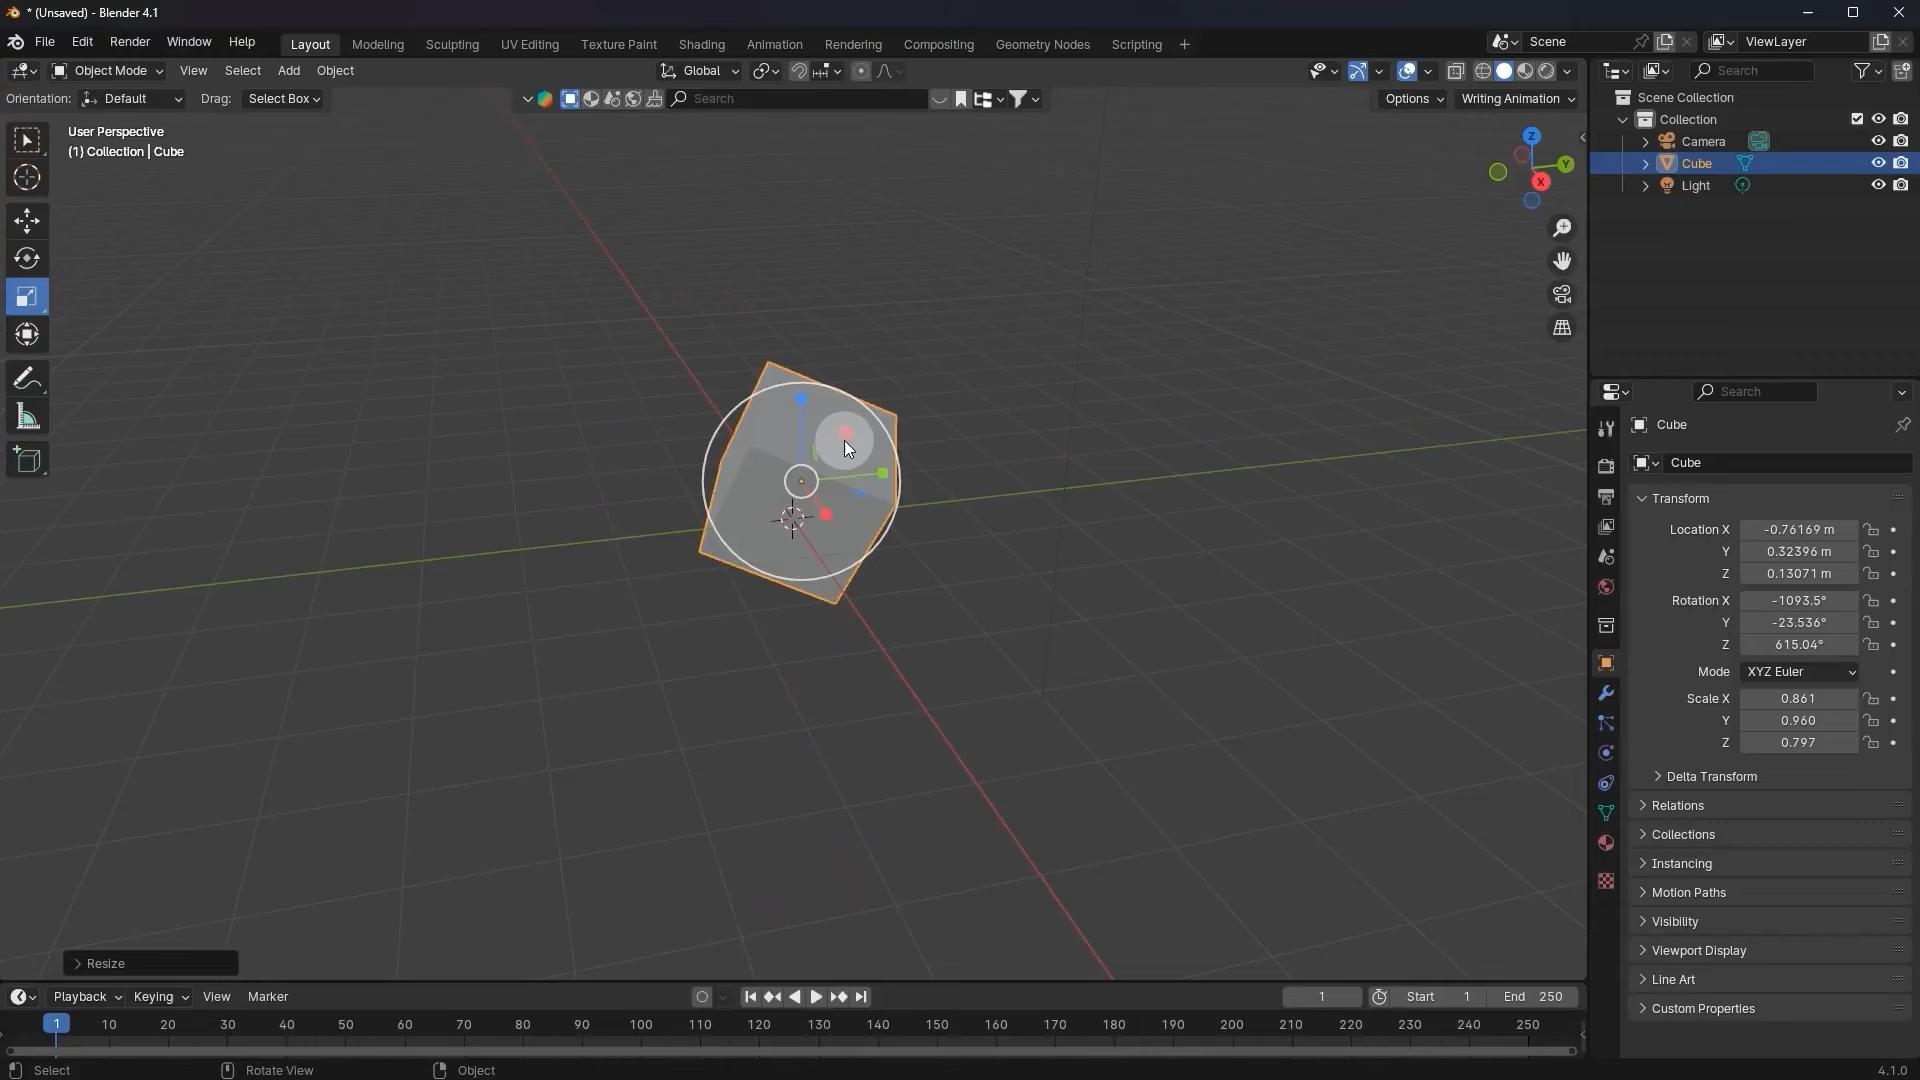 * (Unsaved) - Blender 4.1
File Edit Render Window Help Layout Modeling Sculpting UV Editing Texture Paint Shading Animation Rendering Compositing Geometry Nodes Scripting + Scene ViewLayer
Object Mode View Select Add Object Global Search
Orientation: Default Drag: Select Box Search Options Writing Animation
Scene Collection
Collection
Camera
Cube
Light
User Perspective
(1) Collection | Cube
Z
Y
X
Search
Cube
Cube
Transform
Location X -0.76169 m
Y 0.32396 m
Z 0.13071 m
Rotation X -1093.5°
Y -23.536°
Z 615.04°
Mode XYZ Euler
Scale X 0.861
Y 0.960
Z 0.797
Delta Transform
Relations
Collections
Instancing
Motion Paths
Visibility
Viewport Display
Line Art
Custom Properties
Resize
Playback Keying View Marker 1 Start 1 End 250
1 10 20 30 40 50 60 70 80 90 100 110 120 130 140 150 160 170 180 190 200 210 220 230 240 250
Select Rotate View Object 4.1.0